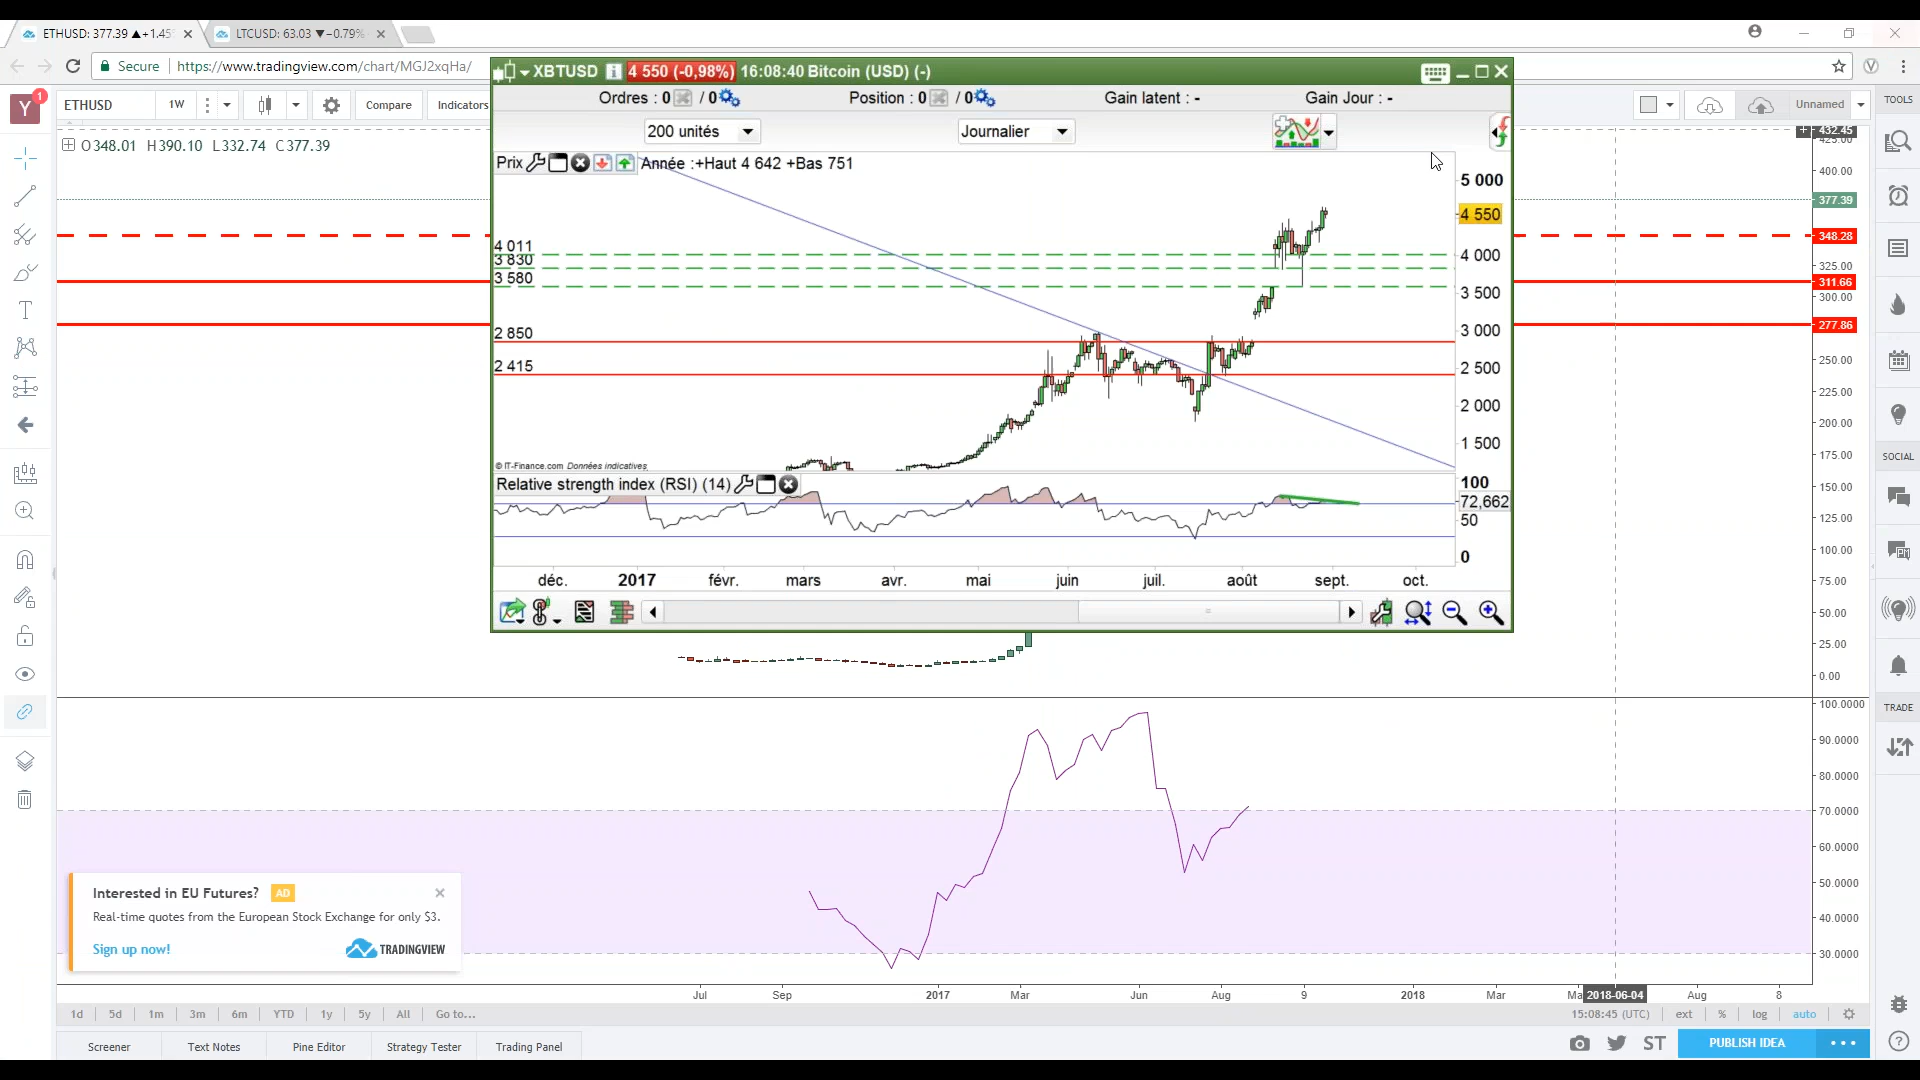 ETHUSD: 377.39 ▲+1.45
LTCUSD: 63.03 ▼−0.79%
Secure
https://www.tradingview.com/chart/MGJ2xqHa/
Y
1
ETHUSD
1W
Compare
Indicators
Unnamed
TOOLS
O348.01 H390.10 L332.74 C377.39
XBTUSD
4 550 (-0,98%)
16:08:40 Bitcoin (USD) (-)
Ordres : 0 / 0
Position : 0 / 0
Gain latent : -
Gain Jour : -
200 unités
Journalier
Prix
Année :+Haut 4 642 +Bas 751
5 000
4 550
4 000
3 500
3 000
2 500
2 000
1 500
4 011
3 830
3 580
2 850
2 415
© IT-Finance.com Données indicatives
Relative strength index (RSI) (14)
100
72,662
50
0
déc.
2017
févr.
mars
avr.
mai
juin
juil.
août
sept.
oct.
432.45
425.00
400.00
377.39
348.28
325.00
311.66
300.00
277.86
250.00
225.00
200.00
175.00
150.00
125.00
100.00
75.00
50.00
25.00
0.00
SOCIAL
TRADE
100.0000
90.0000
80.0000
70.0000
60.0000
50.0000
40.0000
30.0000
Interested in EU Futures? AD
Real-time quotes from the European Stock Exchange for only $3.
Sign up now!
TRADINGVIEW
Jul
Sep
2017
Mar
Jun
Aug
9
2018
Mar
Ma
2018-06-04
Aug
8
1d
5d
1m
3m
6m
YTD
1y
5y
All
Go to...
15:08:45 (UTC)
ext
%
log
auto
Screener
Text Notes
Pine Editor
Strategy Tester
Trading Panel
ST
PUBLISH IDEA